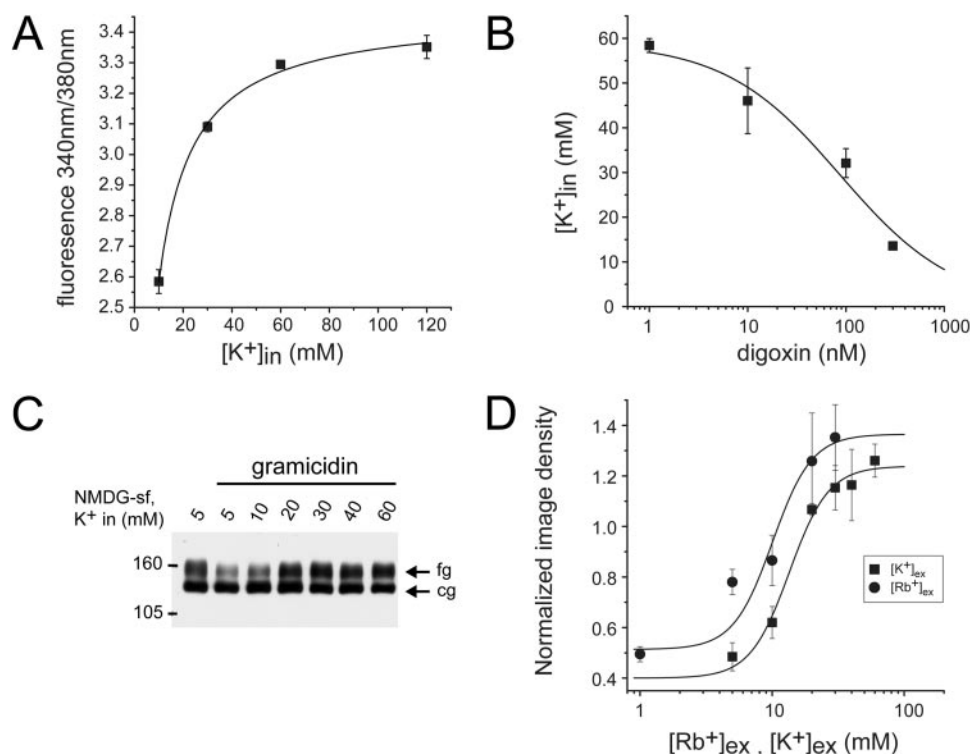 A
fluoresence 340nm/380nm
3.4
3.3
3.2
3.1
3.0
2.9
2.8
2.7
2.6
2.5
0 20 40 60 80 100 120
[K+]in (mM)
B
[K+]in (mM)
60
50
40
30
20
10
0
1 10 100 1000
digoxin (nM)
C
gramicidin
NMDG-sf,
K+ in (mM)
5 5 10 20 30 40 60
160
105
fg
cg
D
Normalized image density
1.4
1.2
1.0
0.8
0.6
0.4
[K+]ex
[Rb+]ex
1 10 100
[Rb+]ex . [K+]ex (mM)